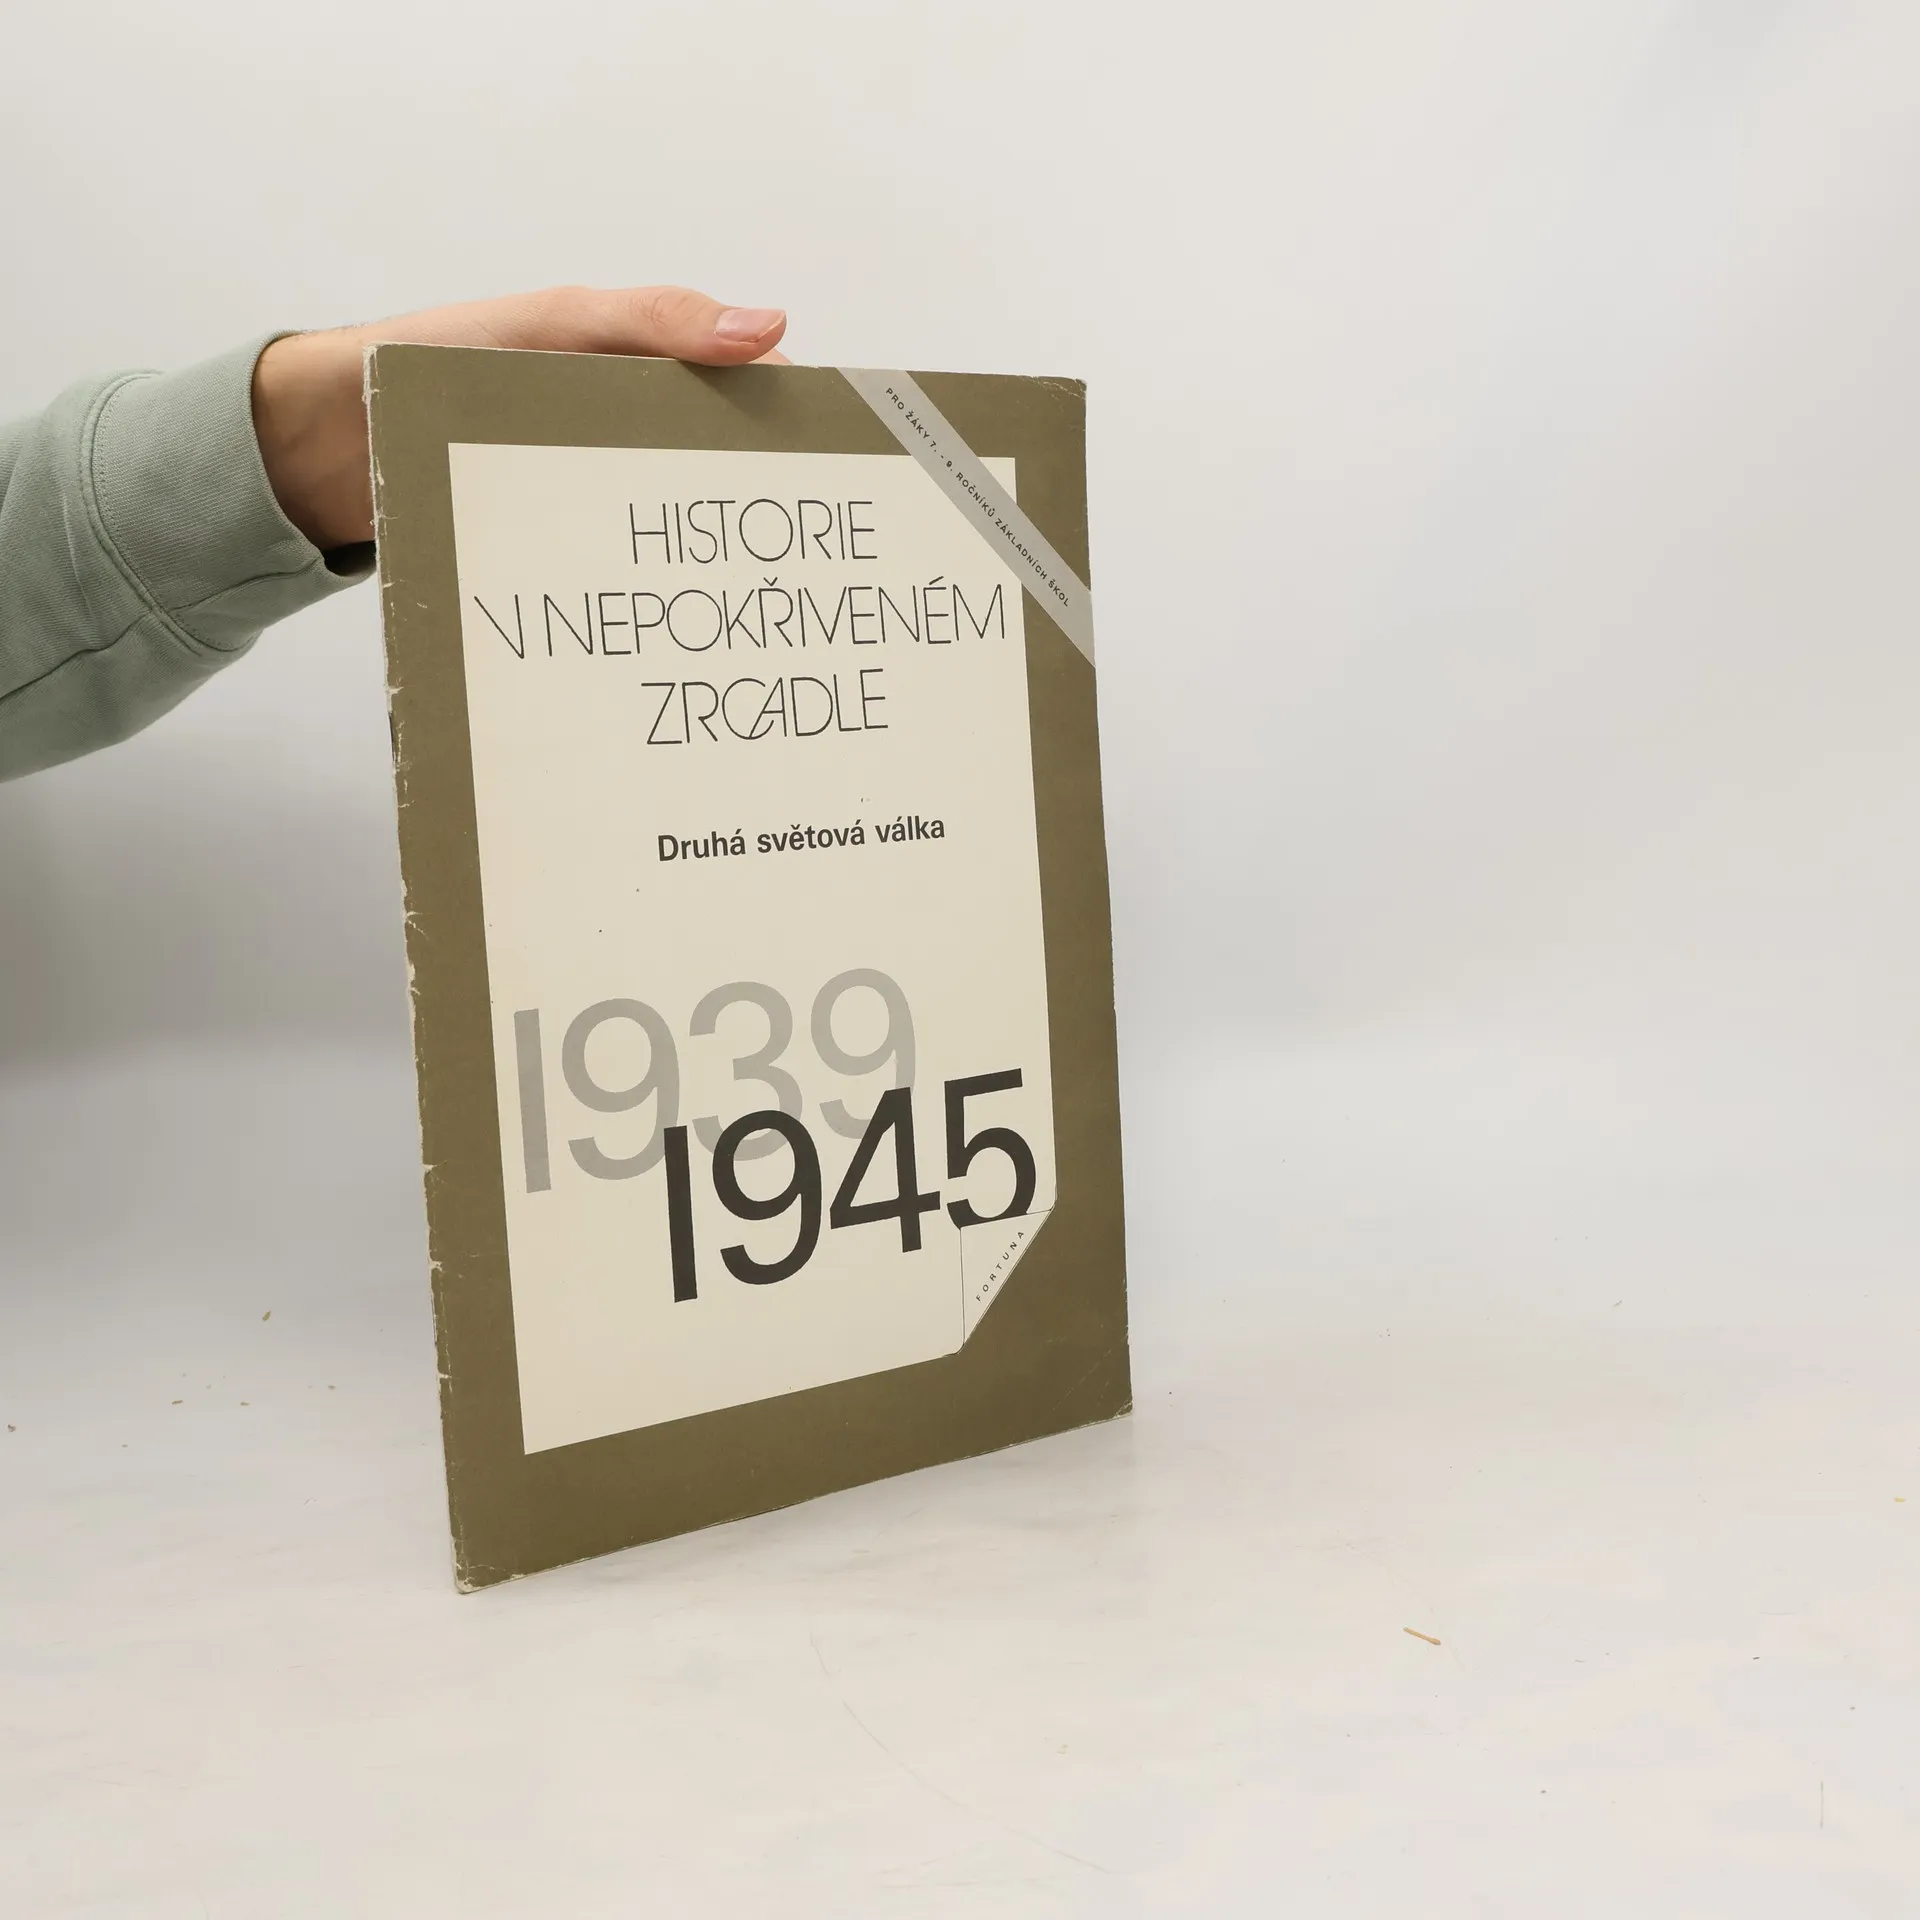 PRO ŽÁKY 7. - 9. ROČNÍKŮ ZÁKLADNÍCH ŠKOL
HISTORIE
V NEPOKŘIVENÉM
ZRCADLE
Druhá světová válka
1939
1945
FORTUNA